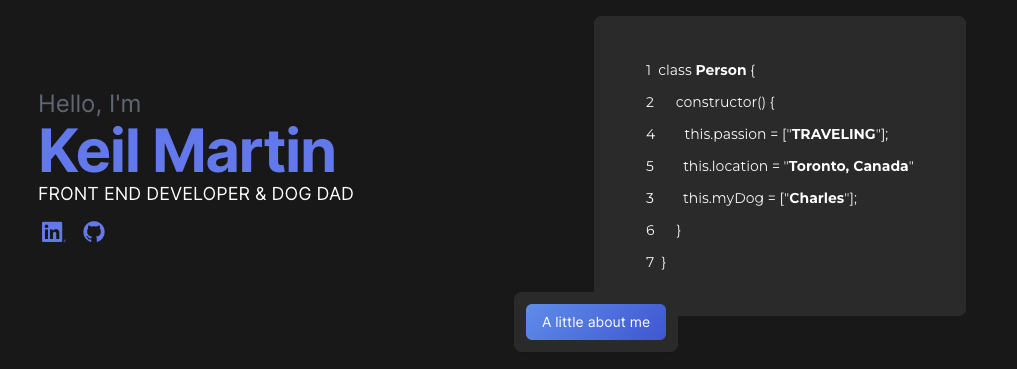 Hello, I'm
Keil Martin
FRONT END DEVELOPER & DOG DAD
in
1 class Person {
2 constructor() {
4 this.passion = ["TRAVELING"];
5 this.location = "Toronto, Canada"
3 this.myDog = ["Charles"];
6 }
7 }
A little about me